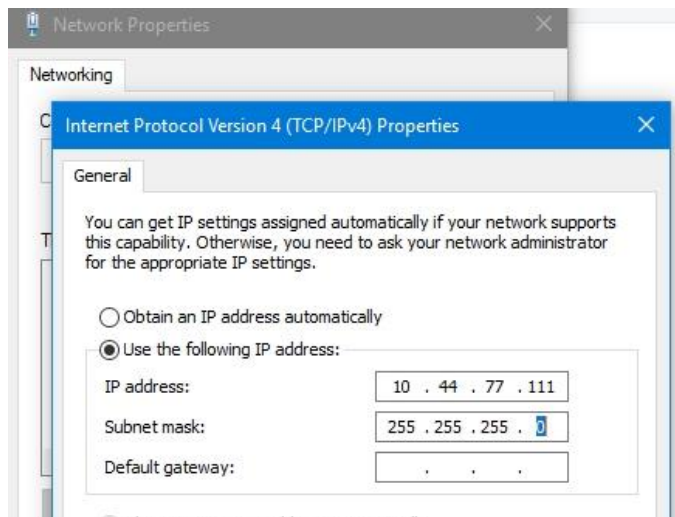 Network Properties
Networking
C
Internet Protocol Version 4 (TCP/IPv4) Properties
General
You can get IP settings assigned automatically if your network supports
this capability. Otherwise, you need to ask your network administrator
for the appropriate IP settings.
T
Obtain an IP address automatically
Use the following IP address:
IP address: 10 . 44 . 77 . 111
Subnet mask: 255 . 255 . 255 . 0
Default gateway: . . .